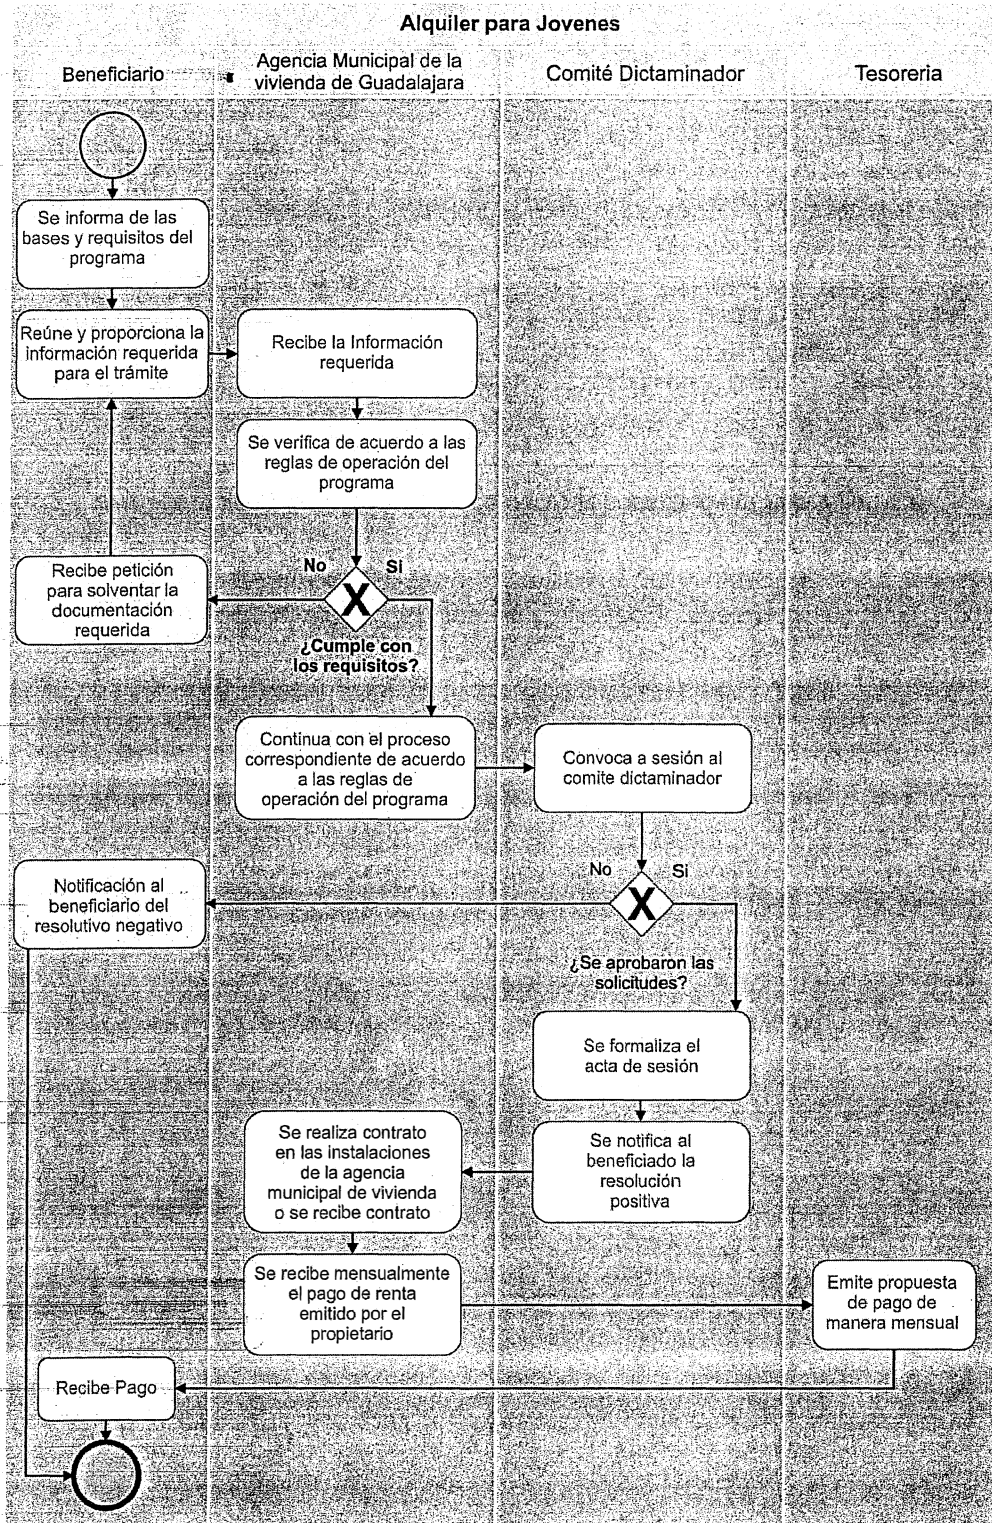 Alquiler para Jovenes
Beneficiario
Agencia Municipal de la
vivienda de Guadalajara
Comité Dictaminador
Tesoreria
Se informa de las
bases y requisitos del
programa
Reúne y proporciona la
información requerida
para el trámite
Recibe la Información
requerida
Se verifica de acuerdo a las
reglas de operación del
programa
No
Si
X
¿Cumple con
los requisitos?
Recibe petición
para solventar la
documentación
requerida
Continua con el proceso
correspondiente de acuerdo
a las reglas de
operación del programa
Convoca a sesión al
comite dictaminador
No
Si
X
¿Se aprobaron las
solicitudes?
Notificación al
beneficiario del
resolutivo negativo
Se formaliza el
acta de sesión
Se notifica al
beneficiado la
resolución
positiva
Se realiza contrato
en las instalaciones
de la agencia
municipal de vivienda
o se recibe contrato
Se recibe mensualmente
el pago de renta
emitido por el
propietario
Emite propuesta
de pago de
manera mensual
Recibe Pago